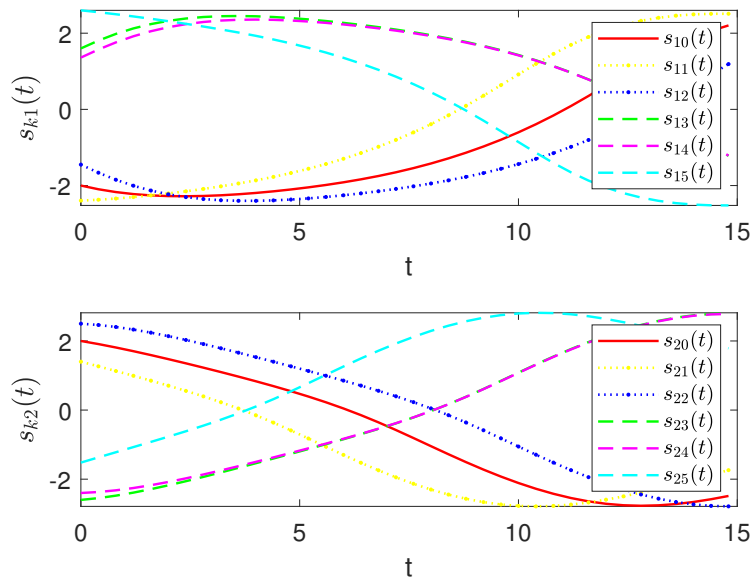 s_{k1}(t)
2
0
-2
0
5
10
15
t
s_{10}(t)
s_{11}(t)
s_{12}(t)
s_{13}(t)
s_{14}(t)
s_{15}(t)
s_{k2}(t)
2
0
-2
0
5
10
15
t
s_{20}(t)
s_{21}(t)
s_{22}(t)
s_{23}(t)
s_{24}(t)
s_{25}(t)